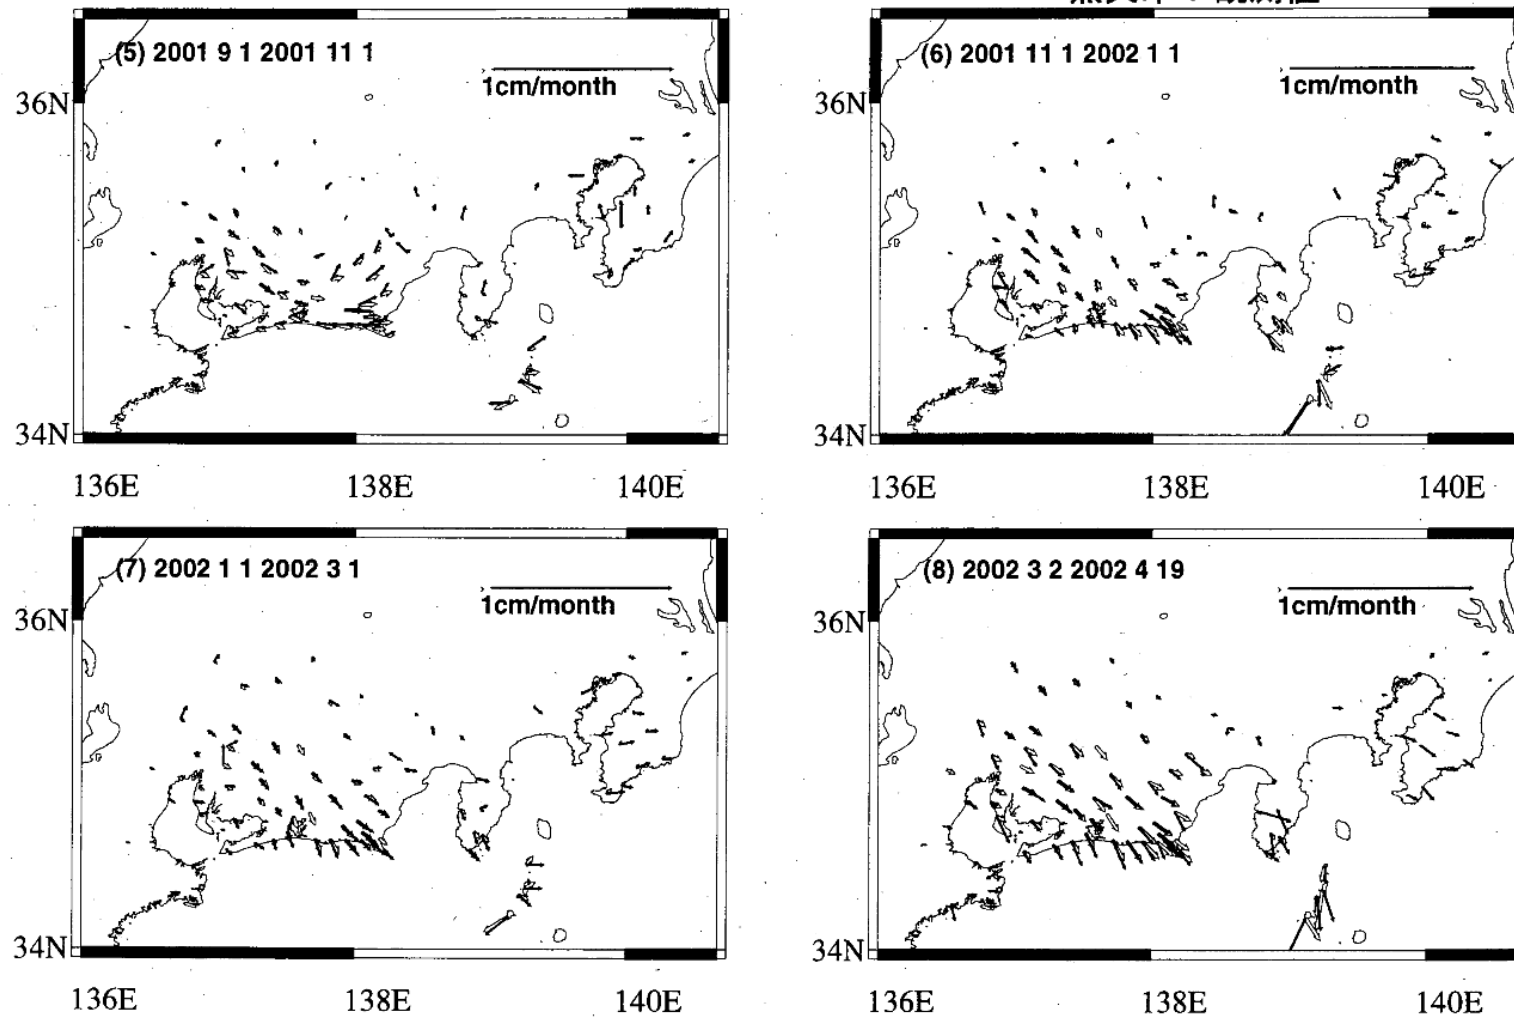 (5) 2001 9 1 2001 11 1
1cm/month
36N
34N
136E 138E 140E
(6) 2001 11 1 2002 1 1
1cm/month
36N
34N
136E 138E 140E
(7) 2002 1 1 2002 3 1
1cm/month
36N
34N
136E 138E 140E
(8) 2002 3 2 2002 4 19
1cm/month
36N
34N
136E 138E 140E